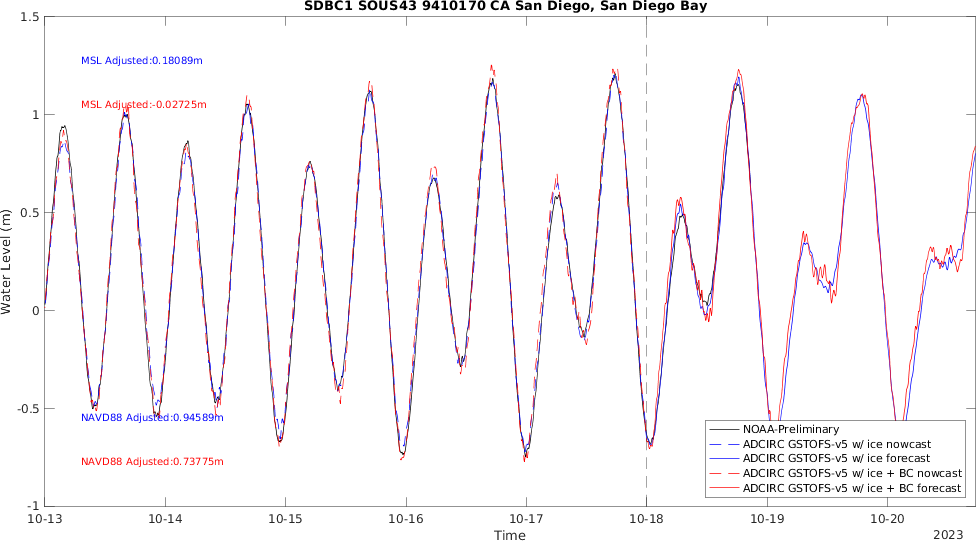 SDBC1 SOUS43 9410170 CA San Diego, San Diego Bay
1.5
MSL Adjusted:0.18089m
MSL Adjusted:-0.02725m
1
0.5
Water Level (m)
0
-0.5
NAVD88 Adjusted:0.94589m
NAVD88 Adjusted:0.73775m
-1
NOAA-Preliminary
ADCIRC GSTOFS-v5 w/ ice nowcast
ADCIRC GSTOFS-v5 w/ ice forecast
ADCIRC GSTOFS-v5 w/ ice + BC nowcast
ADCIRC GSTOFS-v5 w/ ice + BC forecast
10-13 10-14 10-15 10-16 10-17 10-18 10-19 10-20
Time
2023